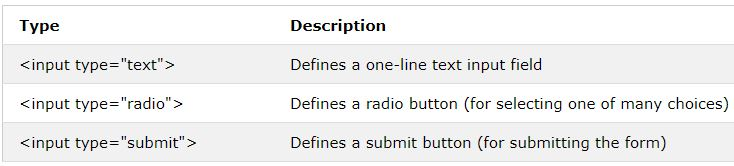 Type Description
<input type="text"> Defines a one-line text input field
<input type="radio"> Defines a radio button (for selecting one of many choices)
<input type="submit"> Defines a submit button (for submitting the form)